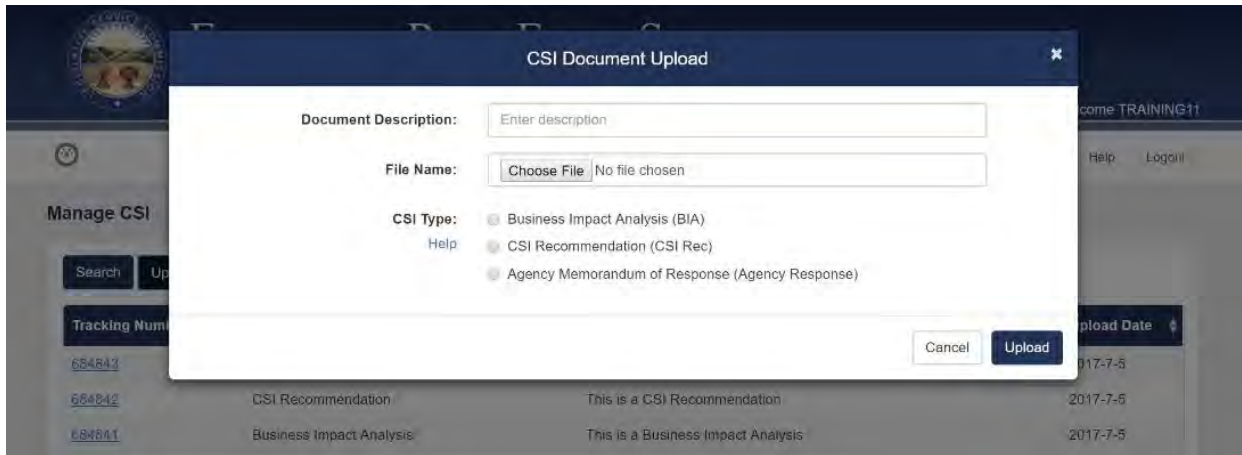 CSI Document Upload ×
come TRAINING11
Document Description: Enter description
Help Logout
File Name: Choose File No file chosen
Manage CSI
CSI Type: Business Impact Analysis (BIA)
Help CSI Recommendation (CSI Rec)
Agency Memorandum of Response (Agency Response)
Search Up
Tracking Num pload Date
Cancel Upload
684843 017-7-5
684842 CSI Recommendation This is a CSI Recommendation 2017-7-5
684841 Business Impact Analysis This is a Business Impact Analysis 2017-7-5